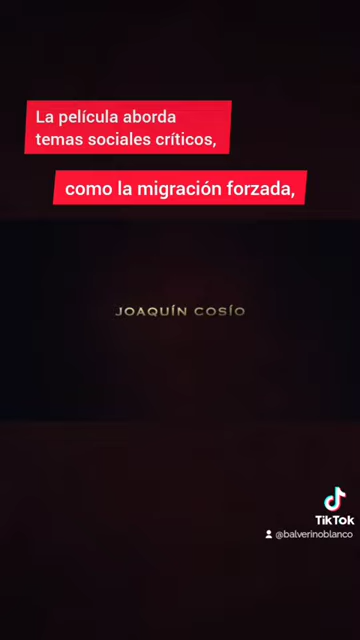 La película aborda
temas sociales críticos,
como la migración forzada,
JOAQUÍN COSÍO
TikTok
@balverinoblanco